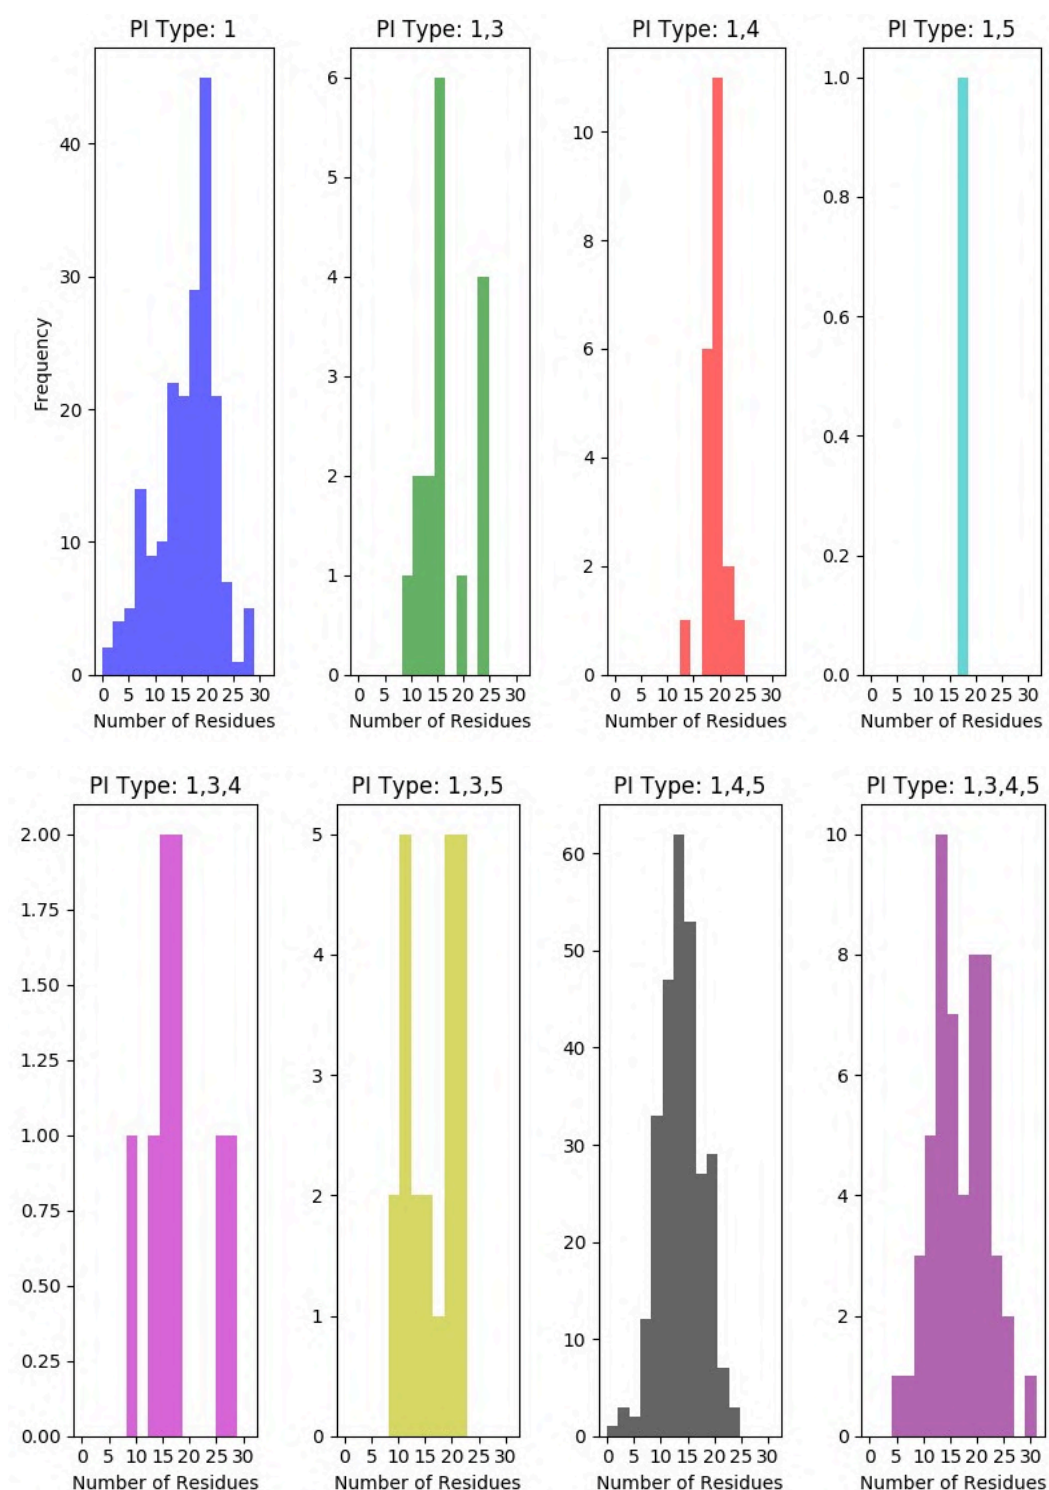 PI Type: 1
PI Type: 1,3
PI Type: 1,4
PI Type: 1,5
Frequency
40
30
20
10
0
0 5 10 15 20 25 30
Number of Residues
6
5
4
3
2
1
0
0 5 10 15 20 25 30
Number of Residues
10
8
6
4
2
0
0 5 10 15 20 25 30
Number of Residues
1.0
0.8
0.6
0.4
0.2
0.0
0 5 10 15 20 25 30
Number of Residues
PI Type: 1,3,4
PI Type: 1,3,5
PI Type: 1,4,5
PI Type: 1,3,4,5
2.00
1.75
1.50
1.25
1.00
0.75
0.50
0.25
0.00
0 5 10 15 20 25 30
Number of Residues
5
4
3
2
1
0
0 5 10 15 20 25 30
Number of Residues
60
50
40
30
20
10
0
0 5 10 15 20 25 30
Number of Residues
10
8
6
4
2
0
0 5 10 15 20 25 30
Number of Residues